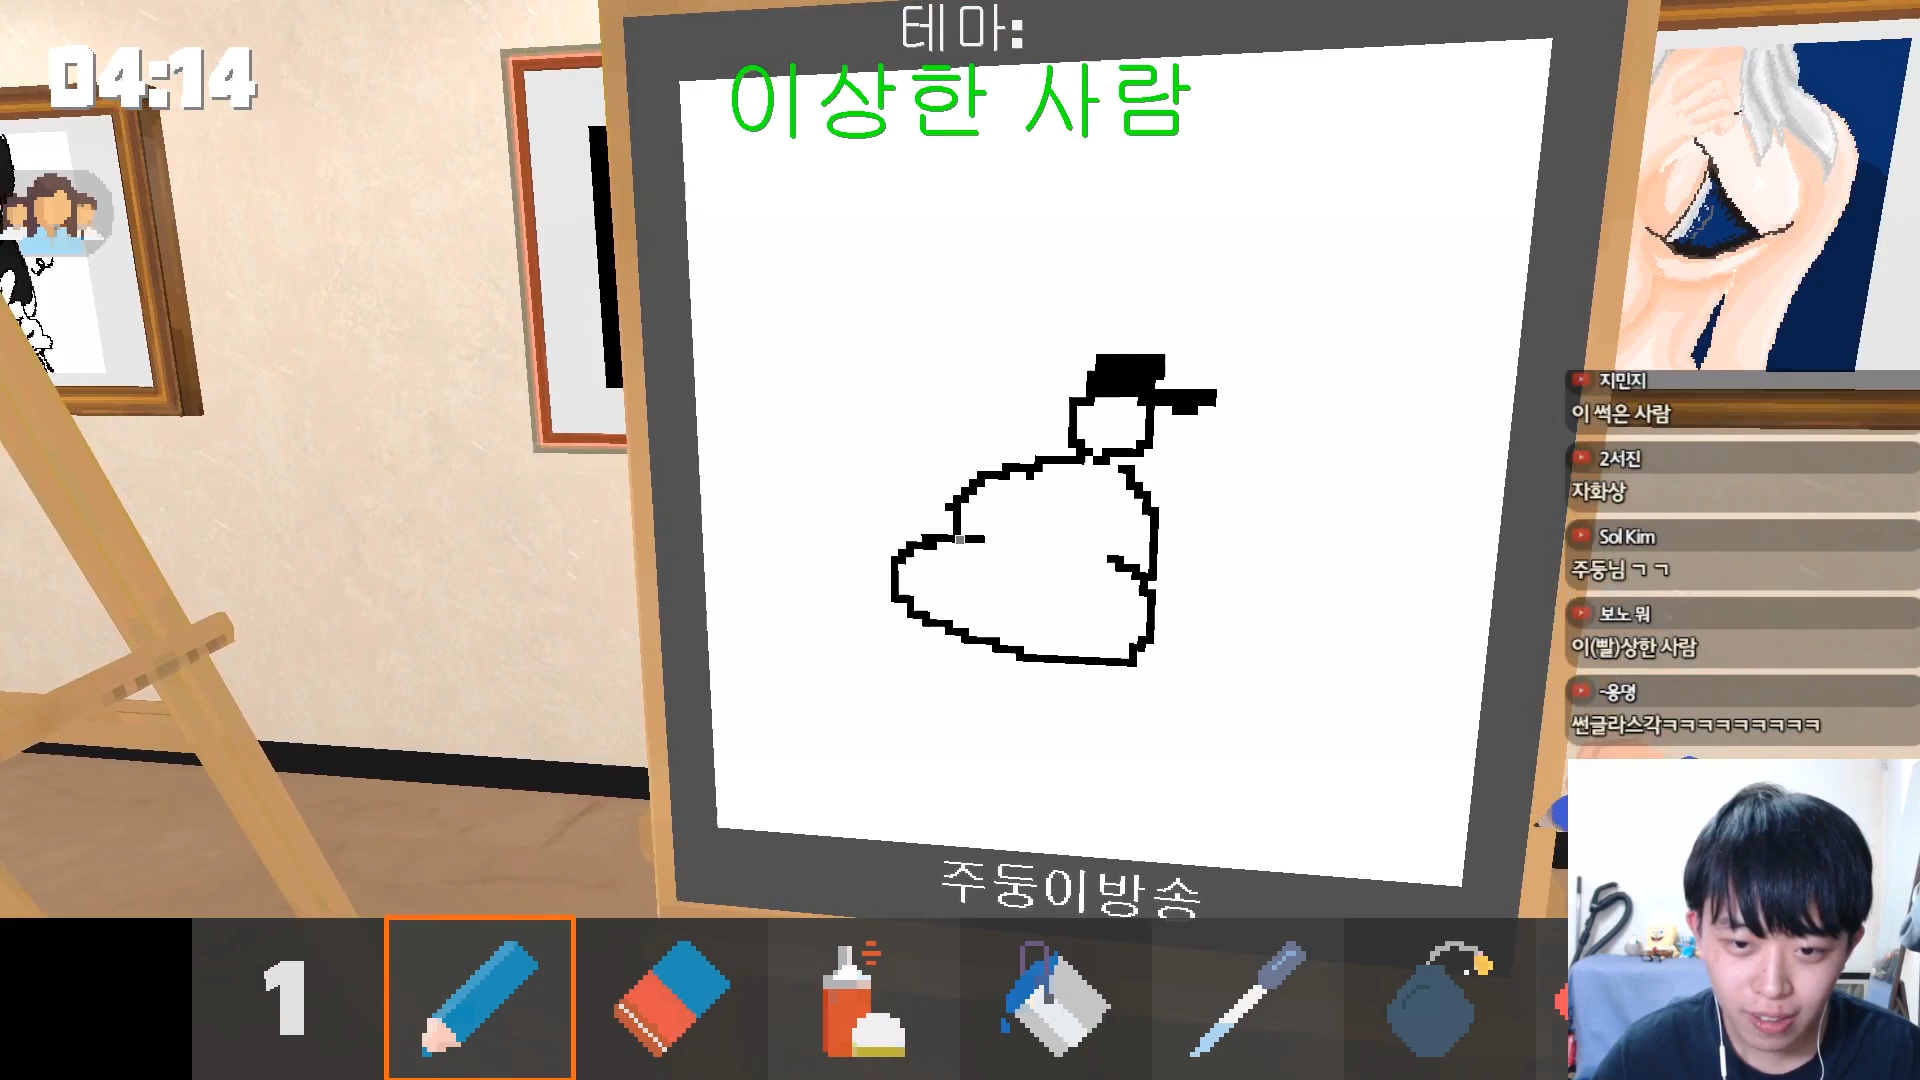 04:14
테마:
이상한 사람
지민지
이 썩은 사람
2서진
자화상
Sol Kim
주둥님 ㄱ ㄱ
보노 뭐
이(빨)상한 사람
-옹명
썬글라스각ㅋㅋㅋㅋㅋㅋㅋㅋㅋ
주둥이방송
1